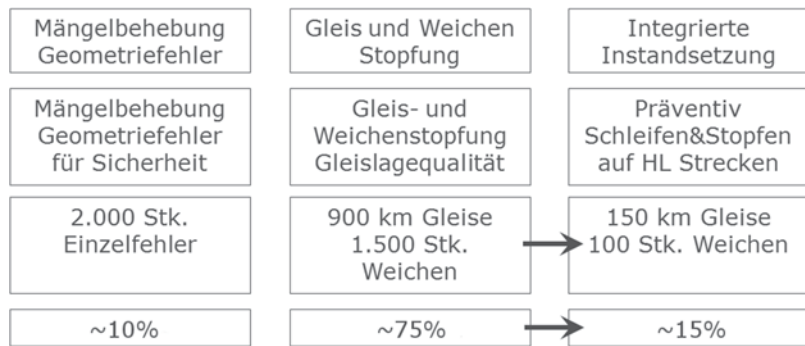 Mängelbehebung
Geometriefehler
Gleis und Weichen
Stopfung
Integrierte
Instandsetzung
Mängelbehebung
Geometriefehler
für Sicherheit
Gleis- und
Weichenstopfung
Gleislagequalität
Präventiv
Schleifen&Stopfen
auf HL Strecken
2.000 Stk.
Einzelfehler
900 km Gleise
1.500 Stk.
Weichen
150 km Gleise
100 Stk. Weichen
~10%
~75%
~15%